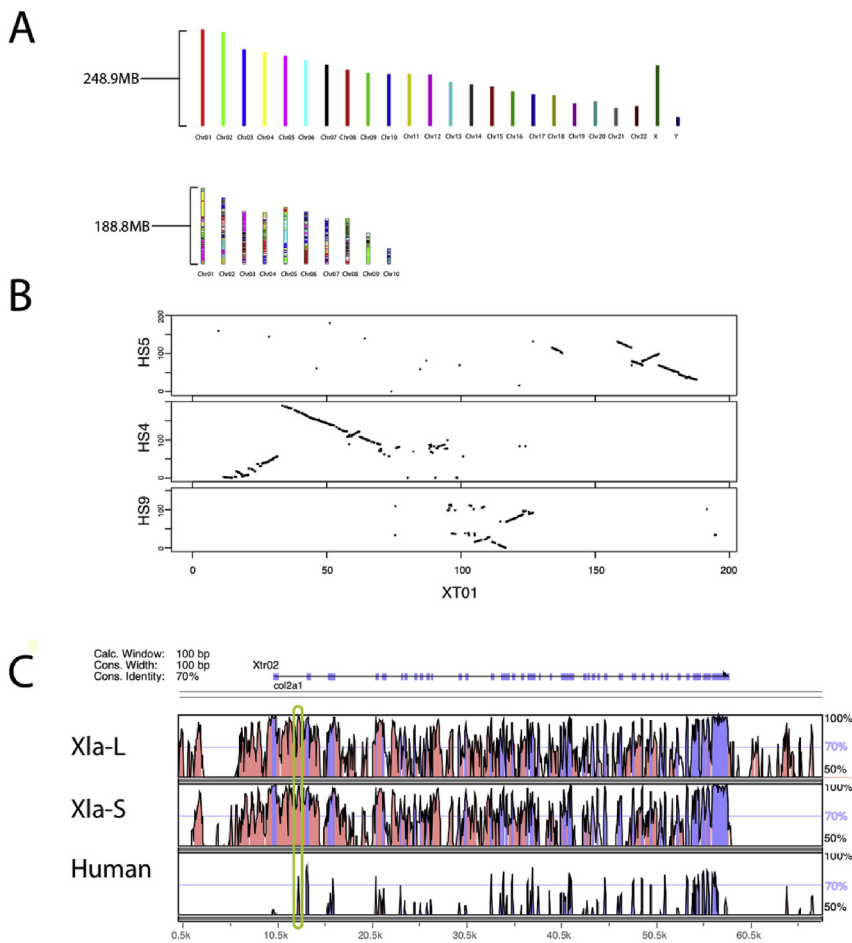 A
248.9MB
Chr01 Chr02 Chr03 Chr04 Chr05 Chr06 Chr07 Chr08 Chr09 Chr10 Chr11 Chr12 Chr13 Chr14 Chr15 Chr16 Chr17 Chr18 Chr19 Chr20 Chr21 Chr22 X Y
188.8MB
Chr01 Chr02 Chr03 Chr04 Chr05 Chr06 Chr07 Chr08 Chr09 Chr10
B
HS5
0 100 200
HS4
0 100
HS9
0 100
0 50 100 150 200
XT01
C
Calc. Window: 100 bp
Cons. Width: 100 bp
Cons. Identity: 70%
Xtr02
col2a1
Xla-L
100%
70%
50%
Xla-S
100%
70%
50%
Human
100%
70%
50%
0.5k 10.5k 20.5k 30.5k 40.5k 50.5k 60.5k